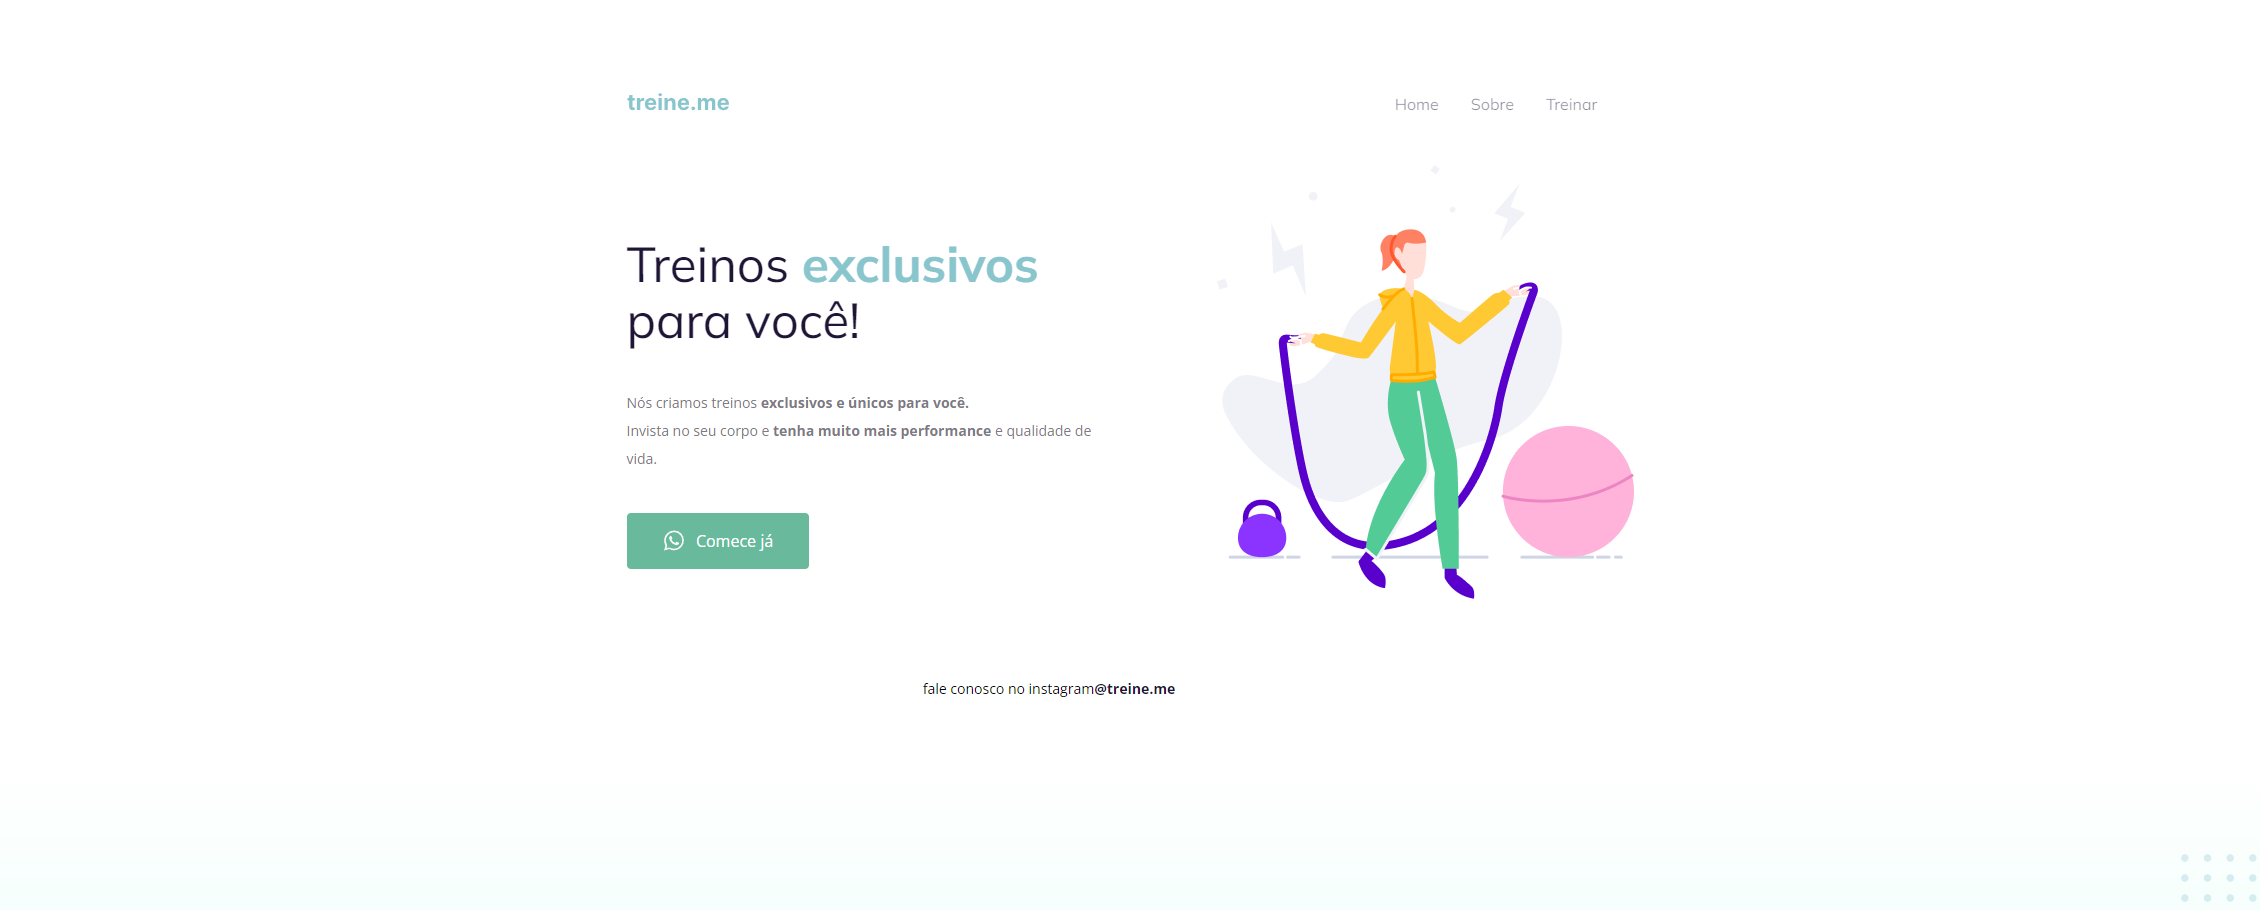 treine.me
Home Sobre Treinar
Treinos exclusivos
para você!
Nós criamos treinos exclusivos e únicos para você.
Invista no seu corpo e tenha muito mais performance e qualidade de
vida.
Comece já
fale conosco no instagram@treine.me